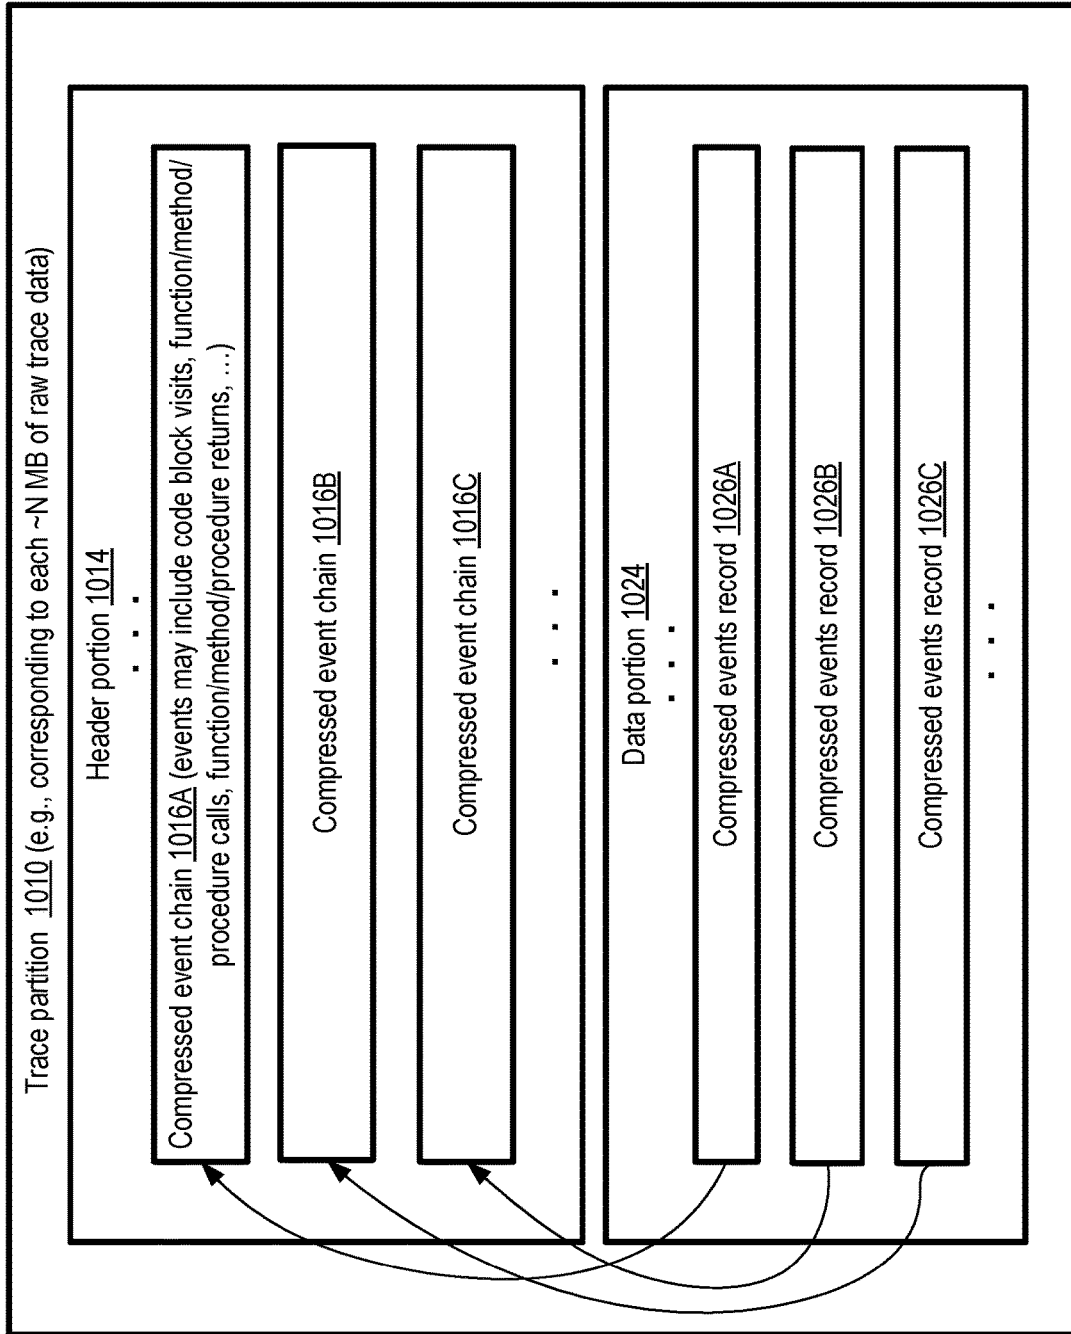 Trace partition 1010 (e.g., corresponding to each ~N MB of raw trace data)
Header portion 1014
. . .
Compressed event chain 1016A (events may include code block visits, function/method/
procedure calls, function/method/procedure returns, …)
Compressed event chain 1016B
Compressed event chain 1016C
. . .
Data portion 1024
. . .
Compressed events record 1026A
Compressed events record 1026B
Compressed events record 1026C
. . .